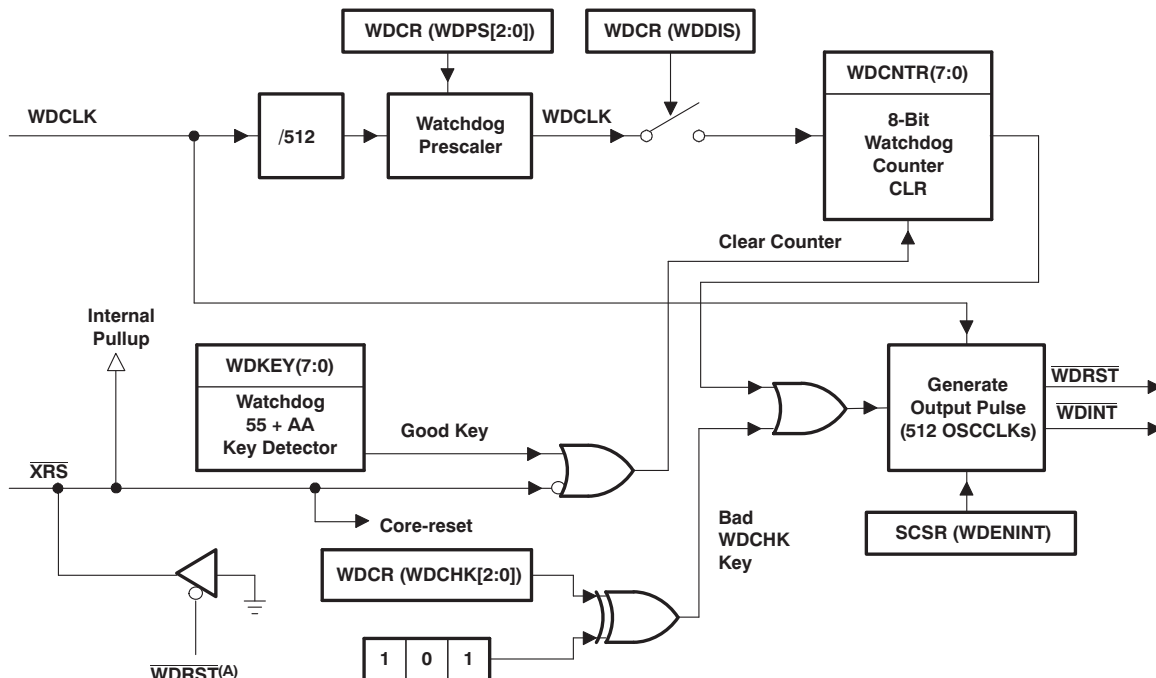 WDCR (WDPS[2:0])
WDCR (WDDIS)
WDCNTR(7:0)
WDCLK
/512
Watchdog
Prescaler
WDCLK
8-Bit
Watchdog
Counter
CLR
Clear Counter
Internal
Pullup
WDKEY(7:0)
Watchdog
55 + AA
Key Detector
Good Key
Generate
Output Pulse
(512 OSCCLKs)
WDRST
WDINT
XRS
Core-reset
Bad
WDCHK
Key
SCSR (WDENINT)
WDCR (WDCHK[2:0])
1 0 1
WDRST(A)